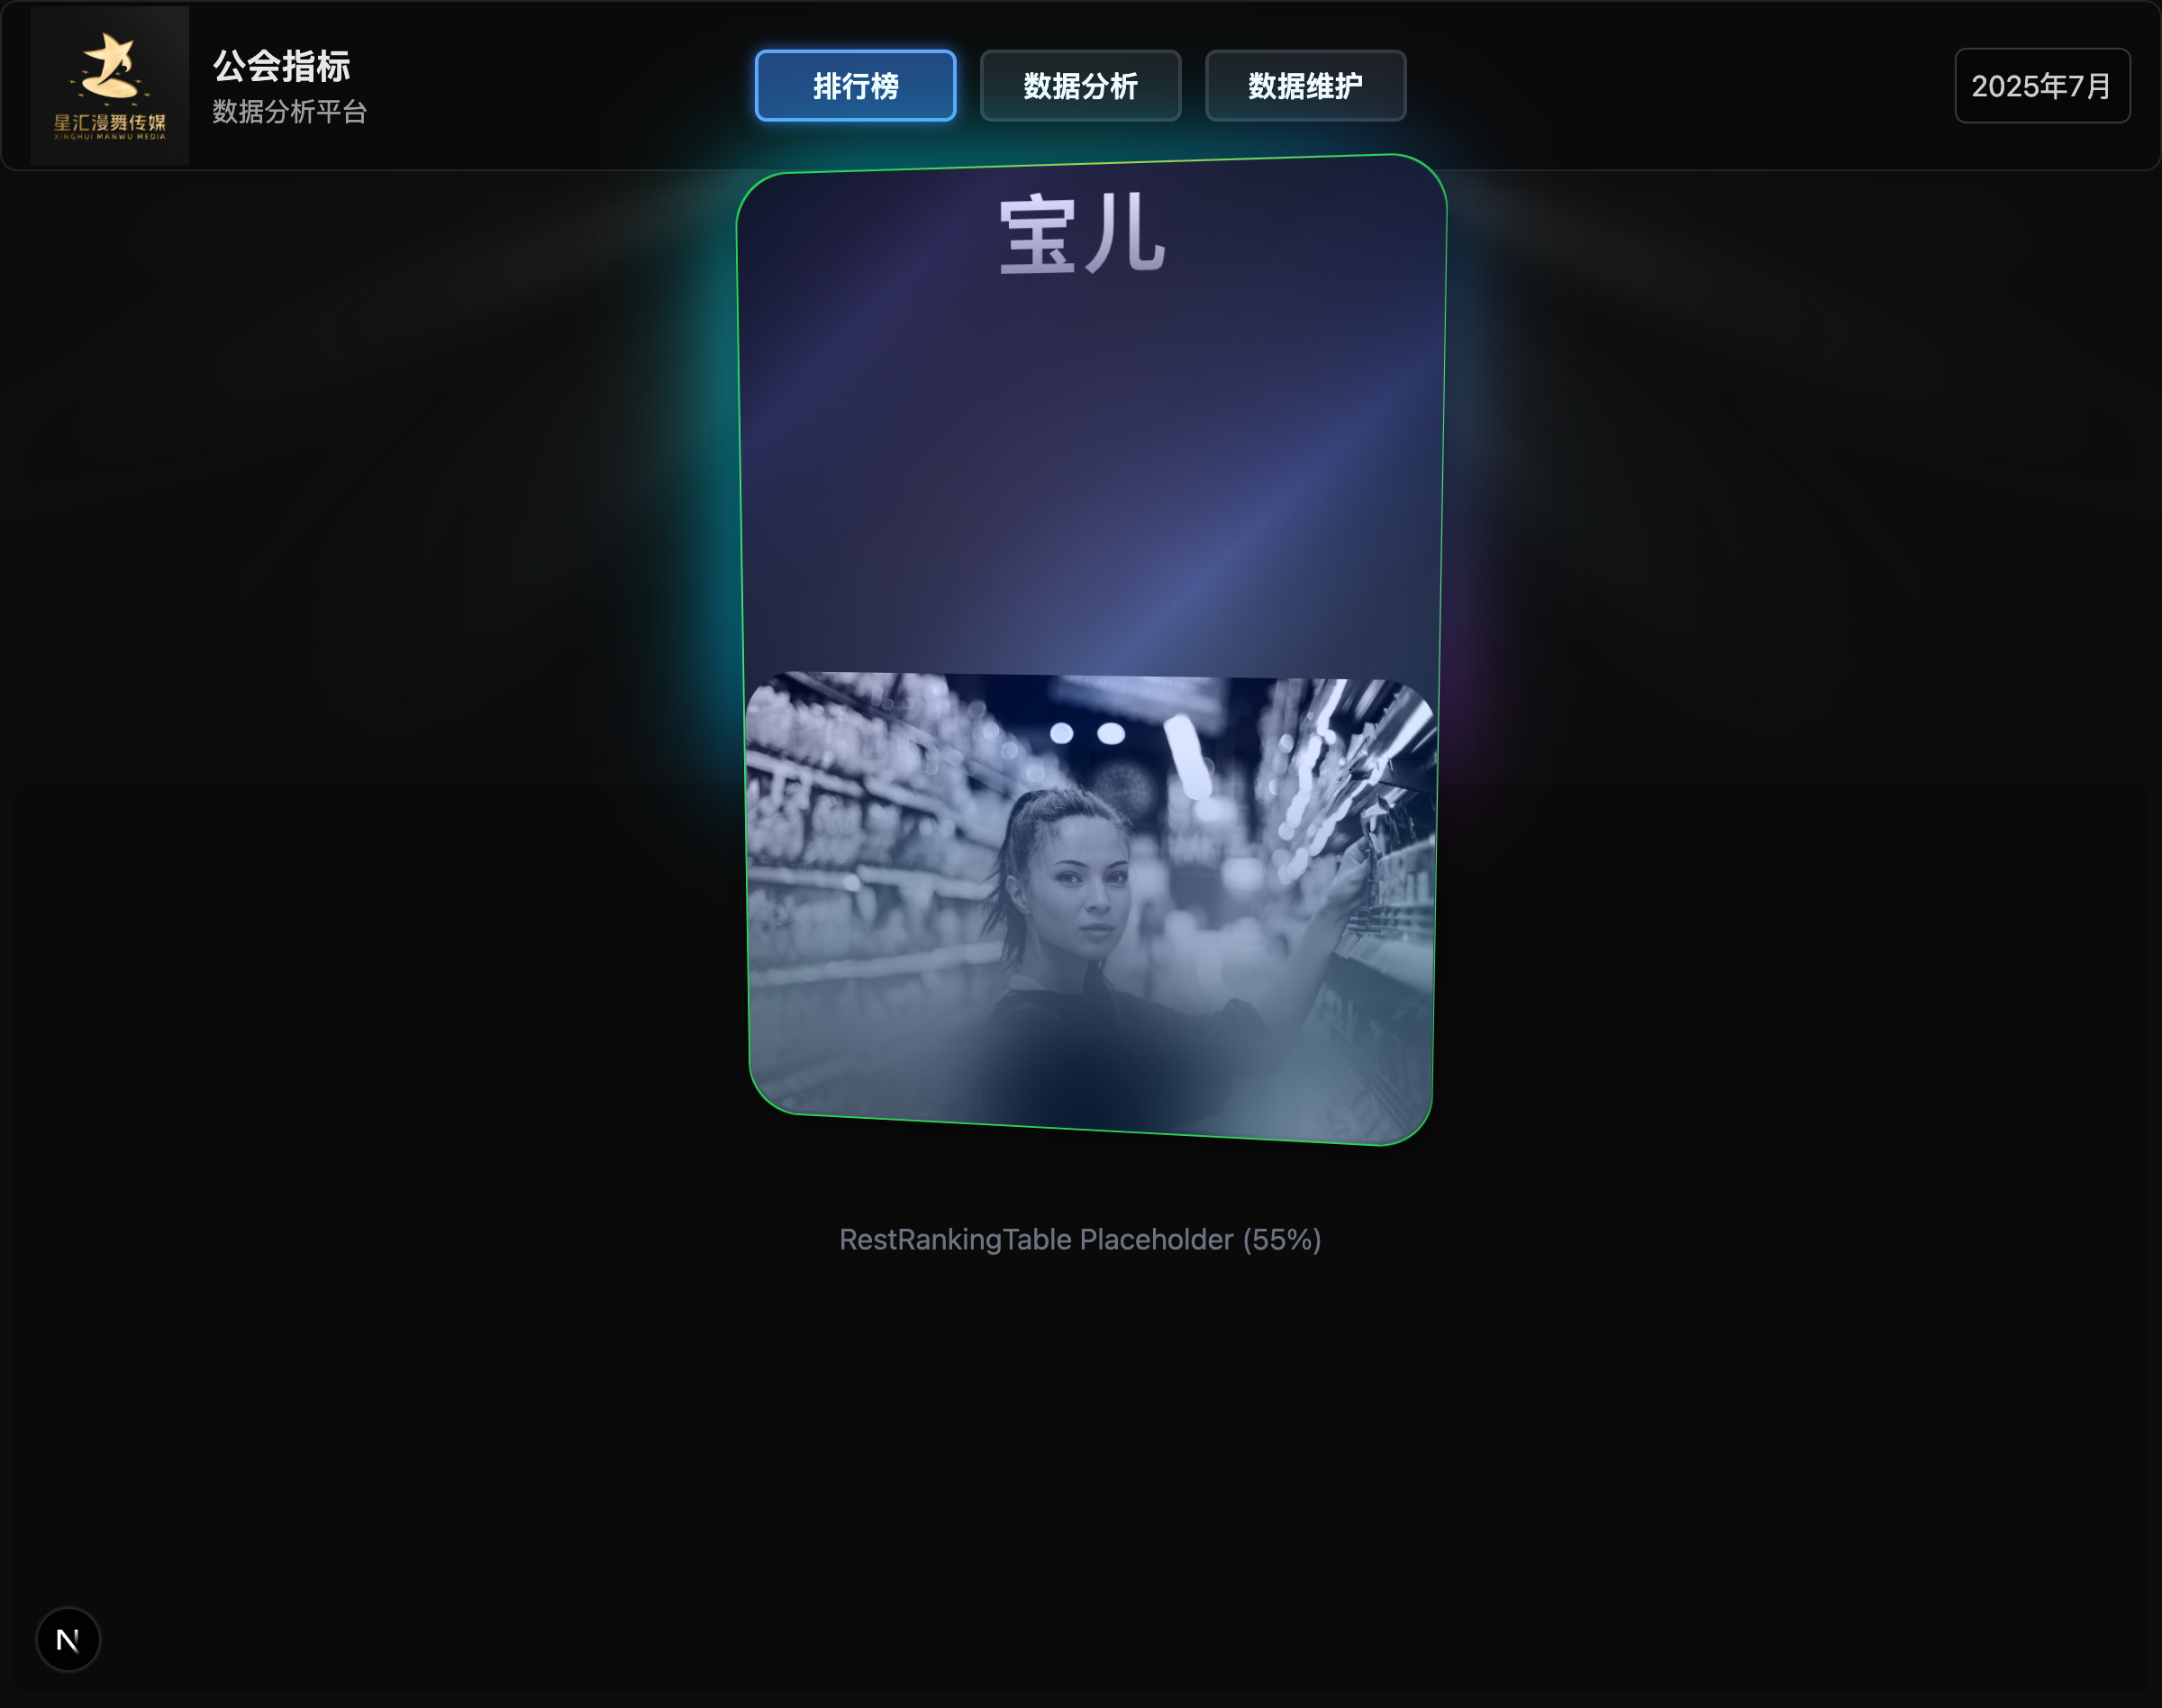 星汇漫舞传媒
XINGHUI MANWU MEDIA
公会指标
数据分析平台
排行榜
数据分析
数据维护
2025年7月
宝儿
RestRankingTable Placeholder (55%)
N